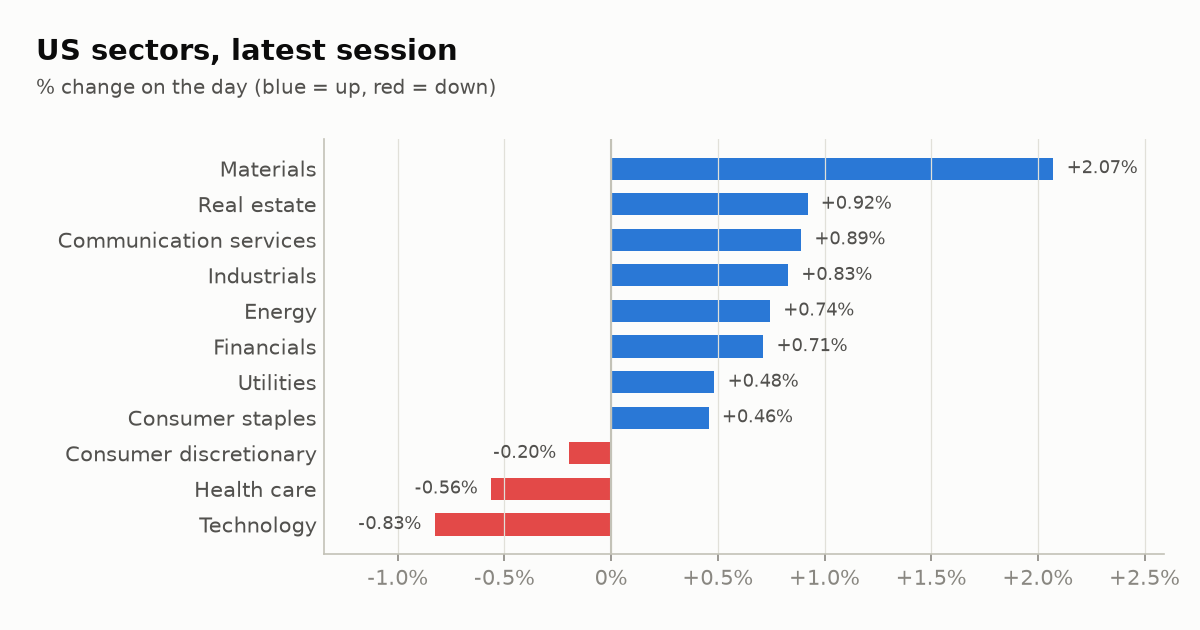 US sectors, latest session
% change on the day (blue = up, red = down)
Materials +2.07%
Real estate +0.92%
Communication services +0.89%
Industrials +0.83%
Energy +0.74%
Financials +0.71%
Utilities +0.48%
Consumer staples +0.46%
Consumer discretionary -0.20%
Health care -0.56%
Technology -0.83%
-1.0% -0.5% 0% +0.5% +1.0% +1.5% +2.0% +2.5%